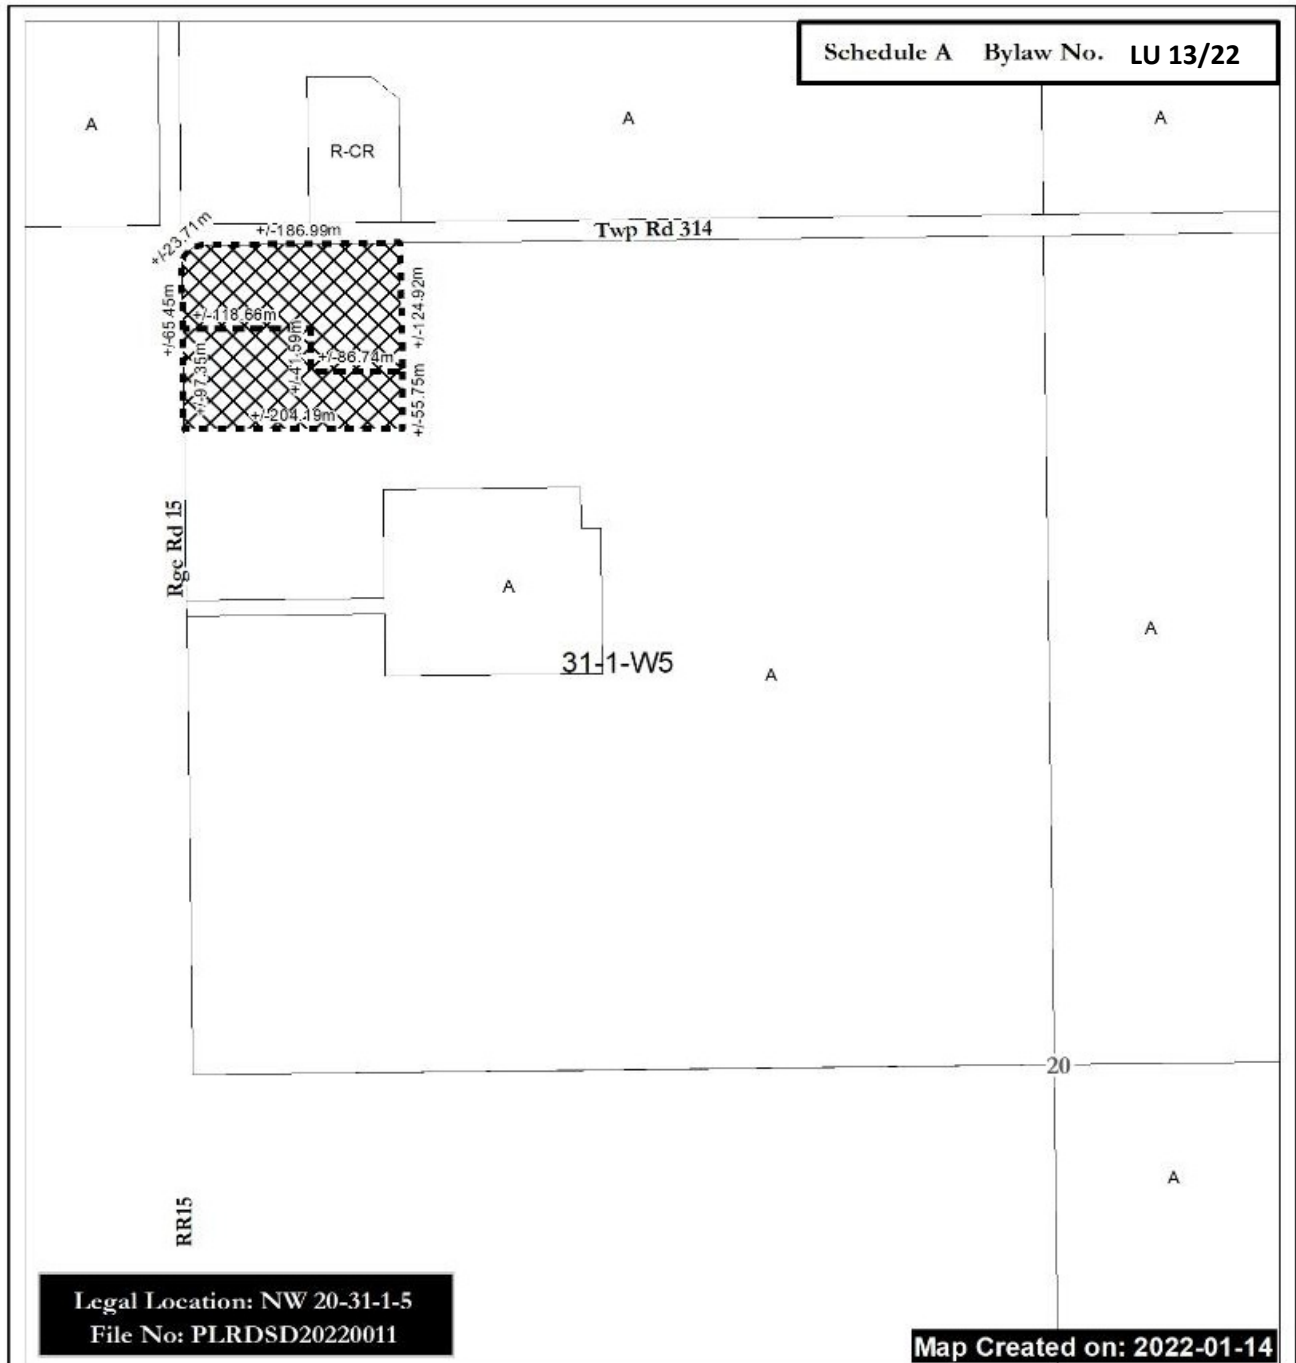 Schedule A Bylaw No. LU 13/22
A
A
A
R-CR
+/-23.71m
+/-186.99m
Twp Rd 314
+/-65.45m
+/-118.66m
+/-124.92m
+/-41.59m
+/-86.74m
+/-97.35m
+/-55.75m
+/-204.19m
Rge Rd 15
A
31-1-W5
A
A
20
A
RR15
Legal Location: NW 20-31-1-5
File No: PLRDSD20220011
Map Created on: 2022-01-14